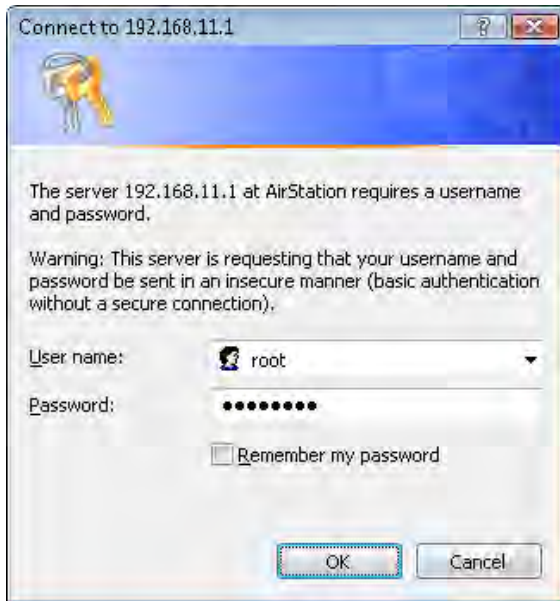 Connect to 192.168.11.1
?
The server 192.168.11.1 at AirStation requires a username
and password.
Warning: This server is requesting that your username and
password be sent in an insecure manner (basic authentication
without a secure connection).
User name:
root
Password:
••••••••
Remember my password
OK
Cancel